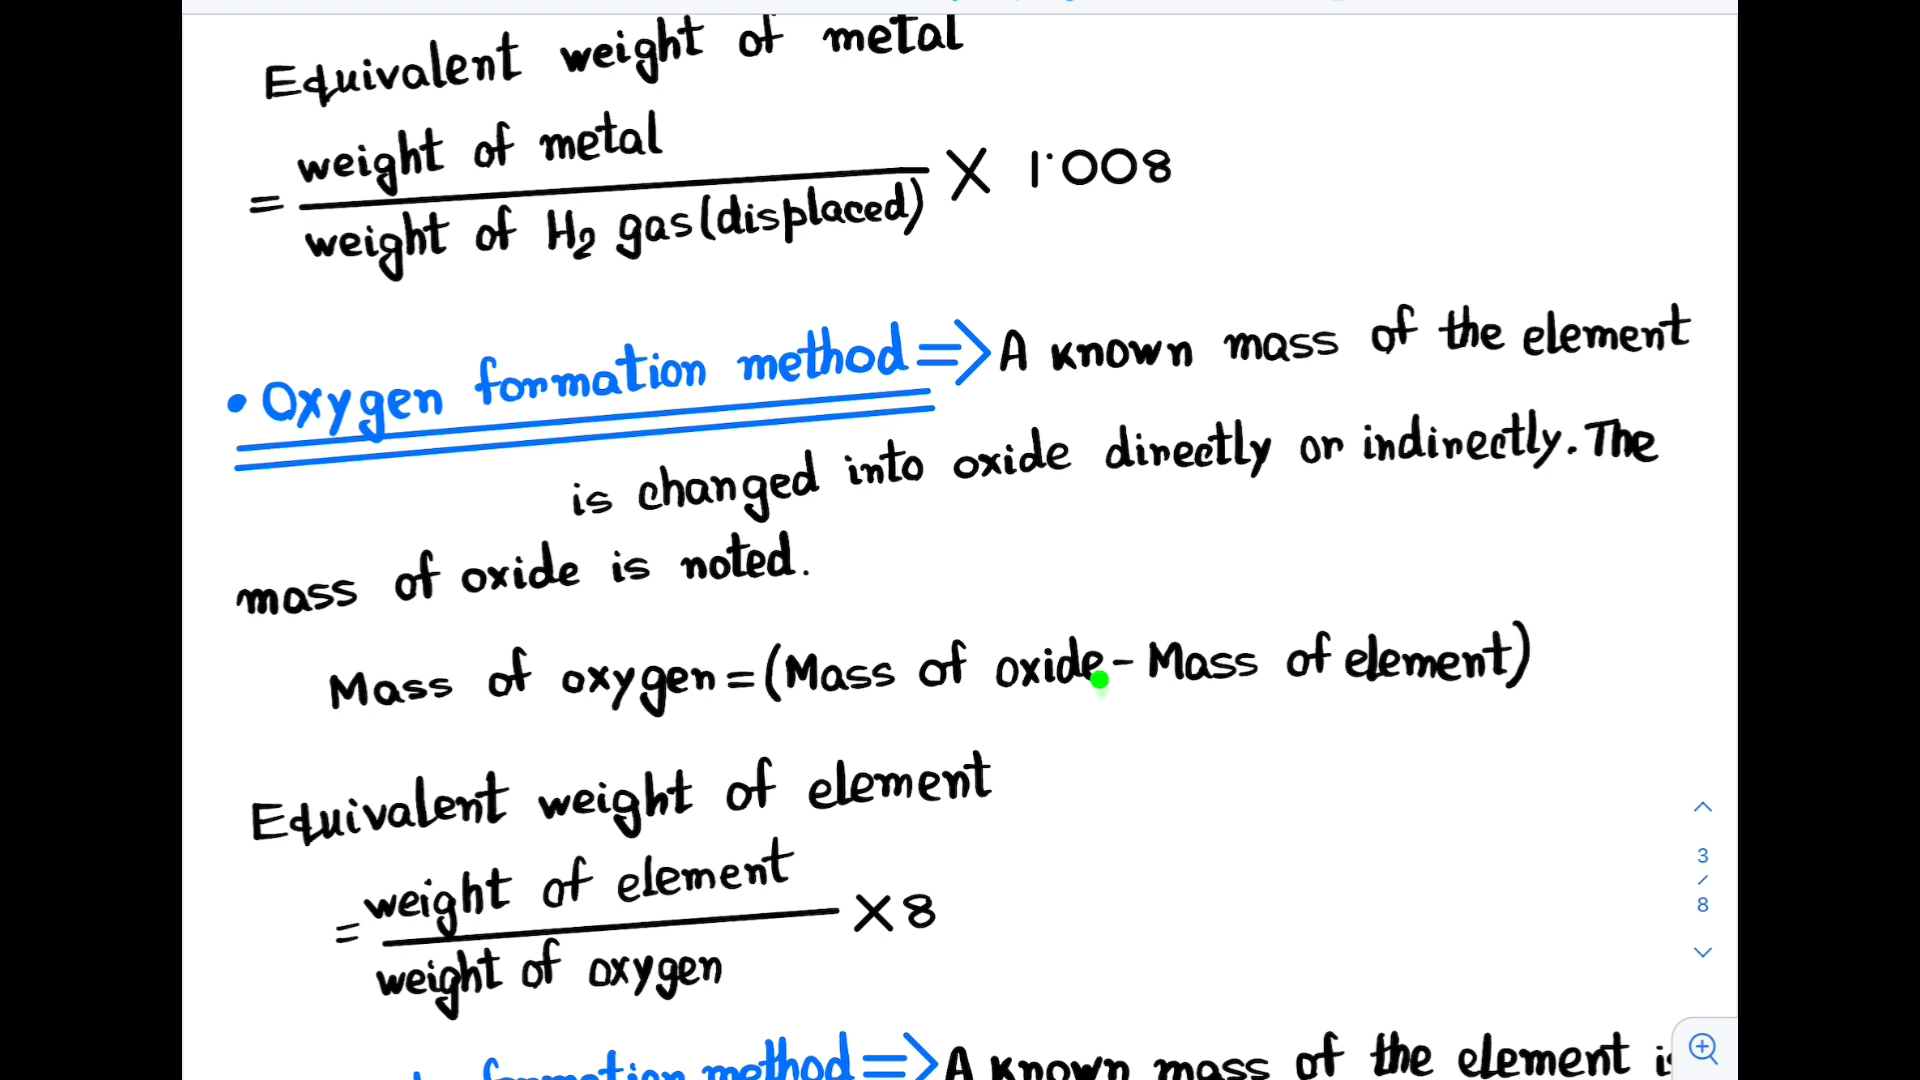 Equivalent weight of metal
= weight of metal
weight of H₂ gas (displaced) × 1·008
• Oxygen formation method => A known mass of the element
is changed into oxide directly or indirectly. The
mass of oxide is noted.
Mass of oxygen = (Mass of oxide - Mass of element)
Equivalent weight of element
= weight of element
weight of oxygen × 8
formation method => A known mass of the element
3
/
8